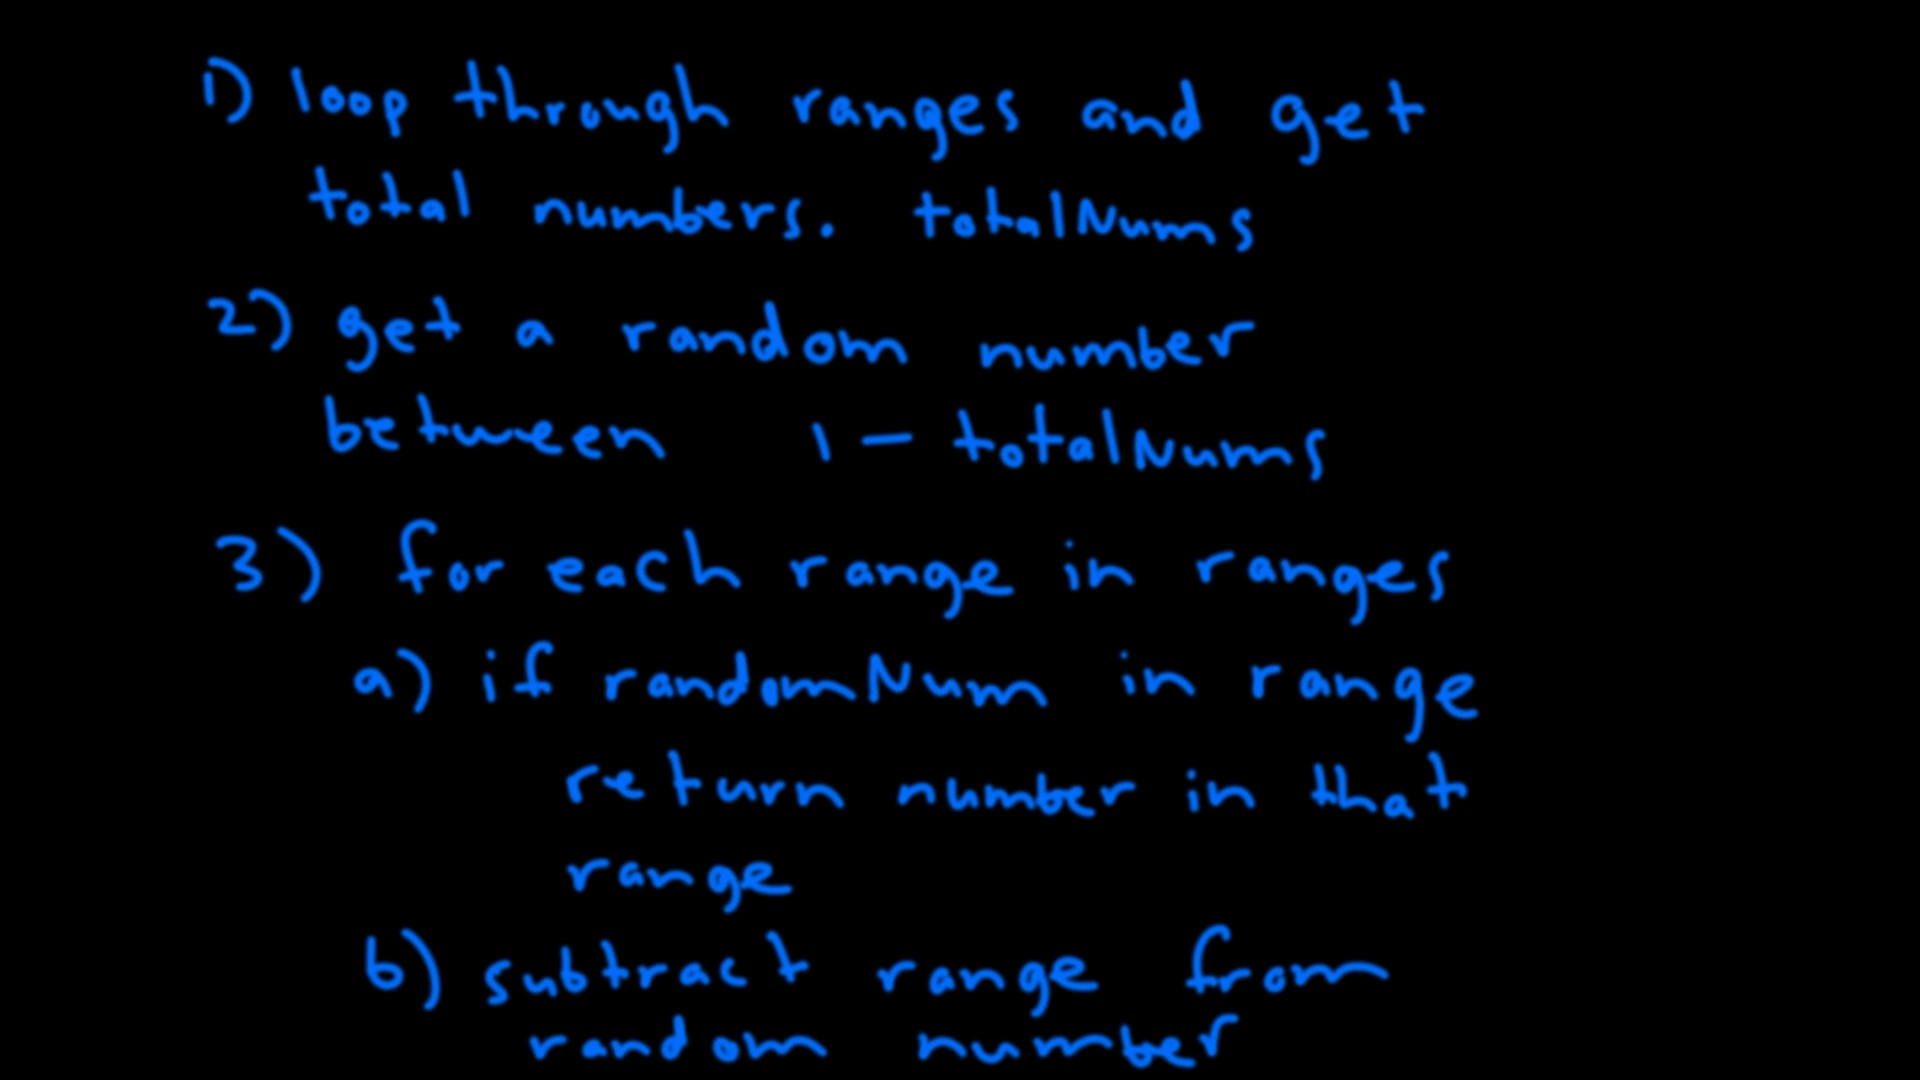 1) loop through ranges and get
total numbers. totalNums
2) get a random number
between 1 - totalNums
3) for each range in ranges
a) if randomNum in range
return number in that
range
b) subtract range from
random number